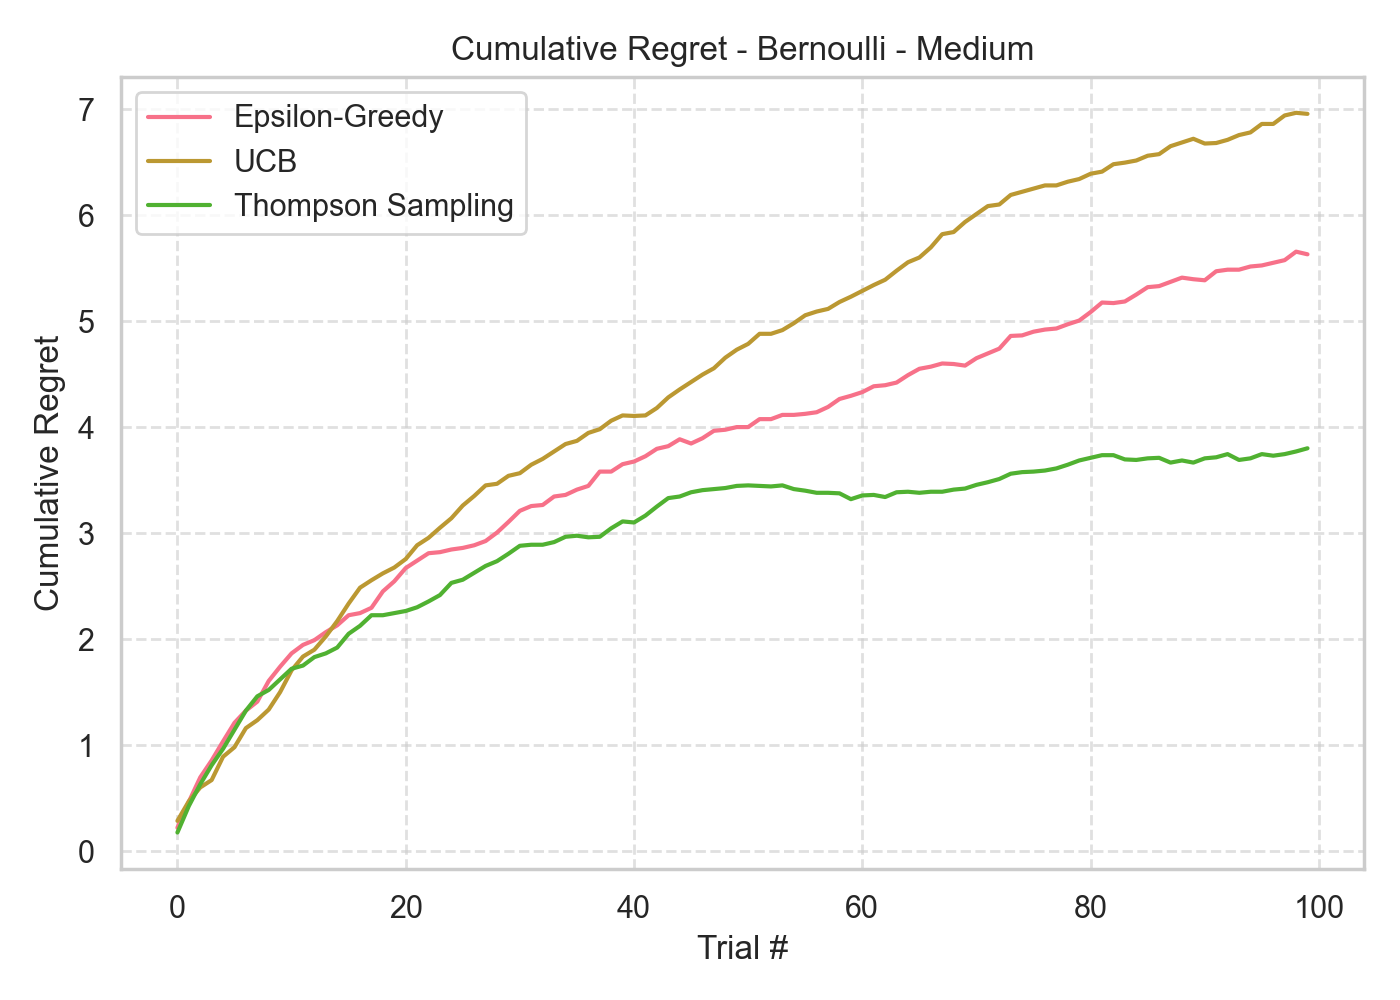 Cumulative Regret - Bernoulli - Medium
Epsilon-Greedy
UCB
Thompson Sampling
7
6
5
4
3
2
1
0
Cumulative Regret
0 20 40 60 80 100
Trial #